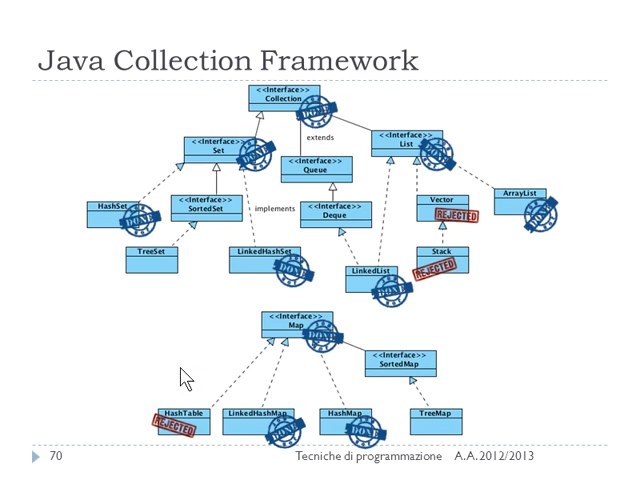 Java Collection Framework
<<Interface>>
Collection
DONE
extends
<<Interface>>
Set
DONE
<<Interface>>
Queue
<<Interface>>
List
DONE
HashSet
DONE
<<Interface>>
SortedSet
implements
<<Interface>>
Deque
Vector
REJECTED
ArrayList
DONE
TreeSet
LinkedHashSet
DONE
LinkedList
DONE
Stack
REJECTED
<<Interface>>
Map
DONE
<<Interface>>
SortedMap
HashTable
REJECTED
LinkedHashMap
DONE
HashMap
DONE
TreeMap
70
Tecniche di programmazione A.A. 2012/2013